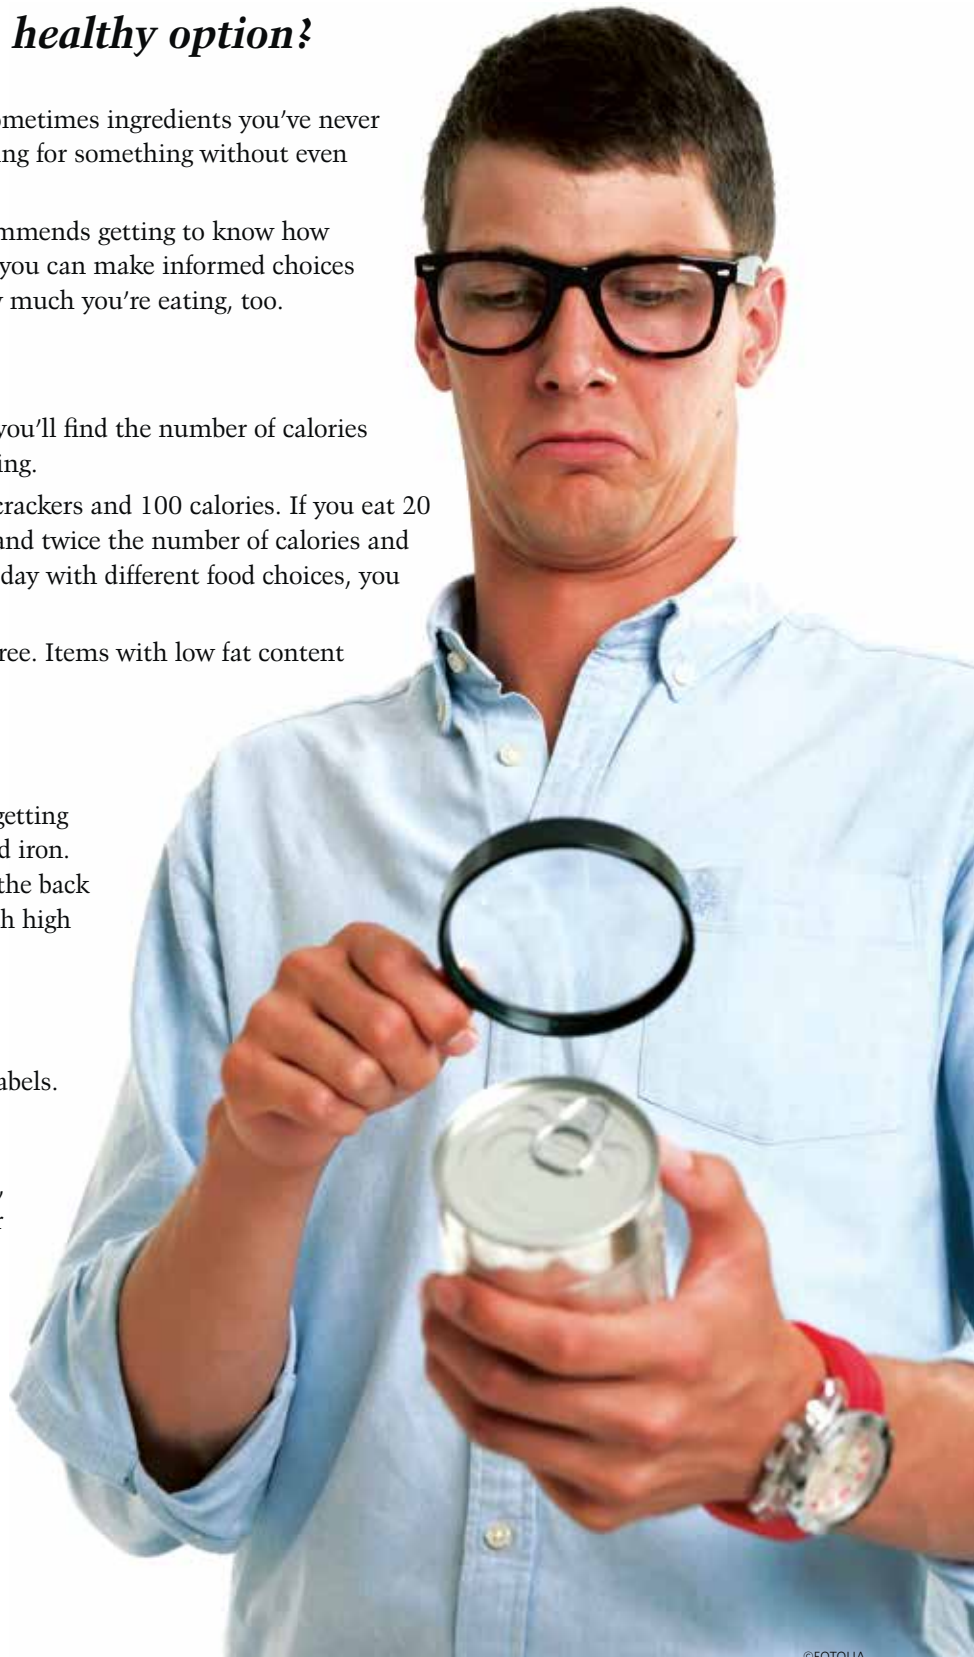 healthy option?
ometimes ingredients you've never
ing for something without even
mmends getting to know how
you can make informed choices
much you're eating, too.
you'll find the number of calories
ing.
crackers and 100 calories. If you eat 20
and twice the number of calories and
day with different food choices, you
ree. Items with low fat content
getting
d iron.
the back
h high
abels.
,
r
©FOTOLIA